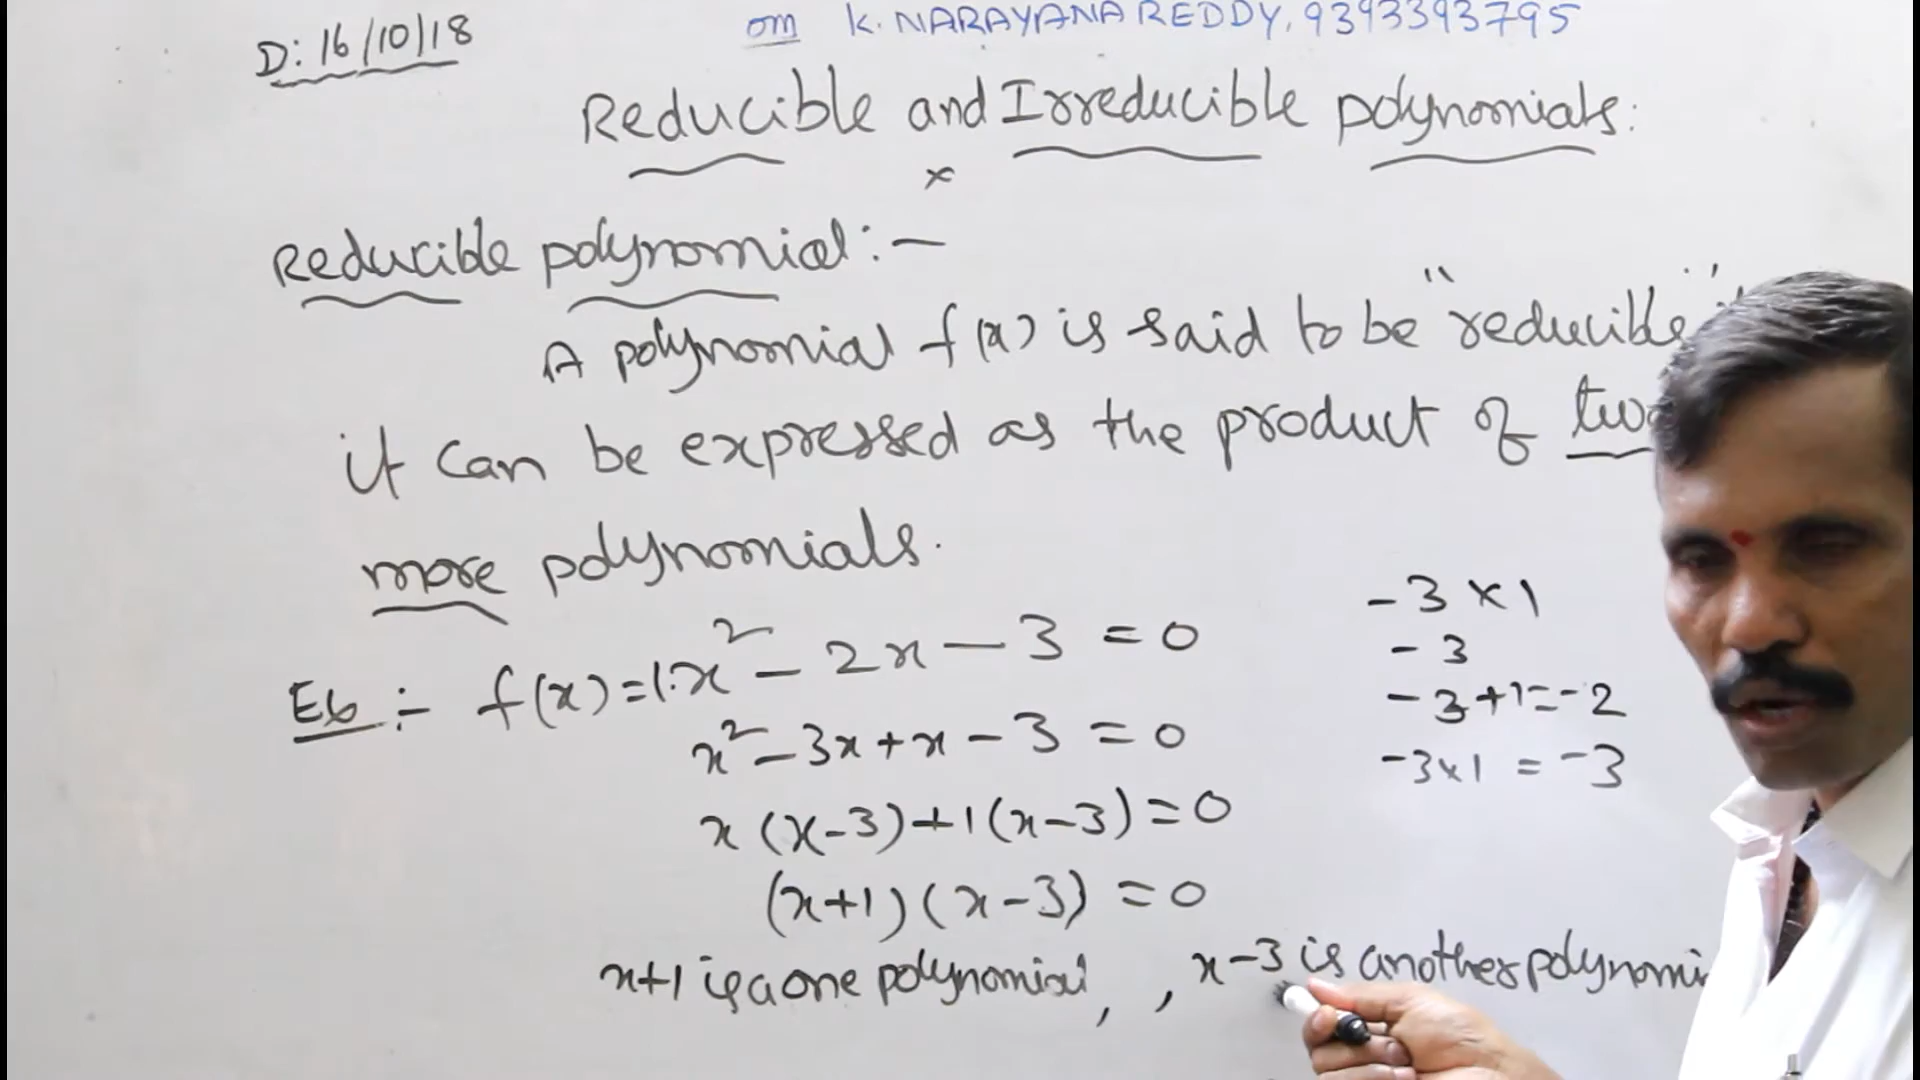 D: 16/10/18
om K. NARAYANA REDDY, 9393393795
Reducible and Irreducible polynomials:
x
Reducible polynomial:-
A polynomial f(x) is said to be "reducible"
it can be expressed as the product of two
more polynomials.
Eg :- f(x)=1.x² - 2x - 3 = 0
x² - 3x + x - 3 = 0
x (x-3)+1(x-3) = 0
(x+1) (x-3) = 0
x+1 is a one polynomial, , x-3 is another polynomi
-3 x 1
-3
-3+1=-2
-3x1 = -3